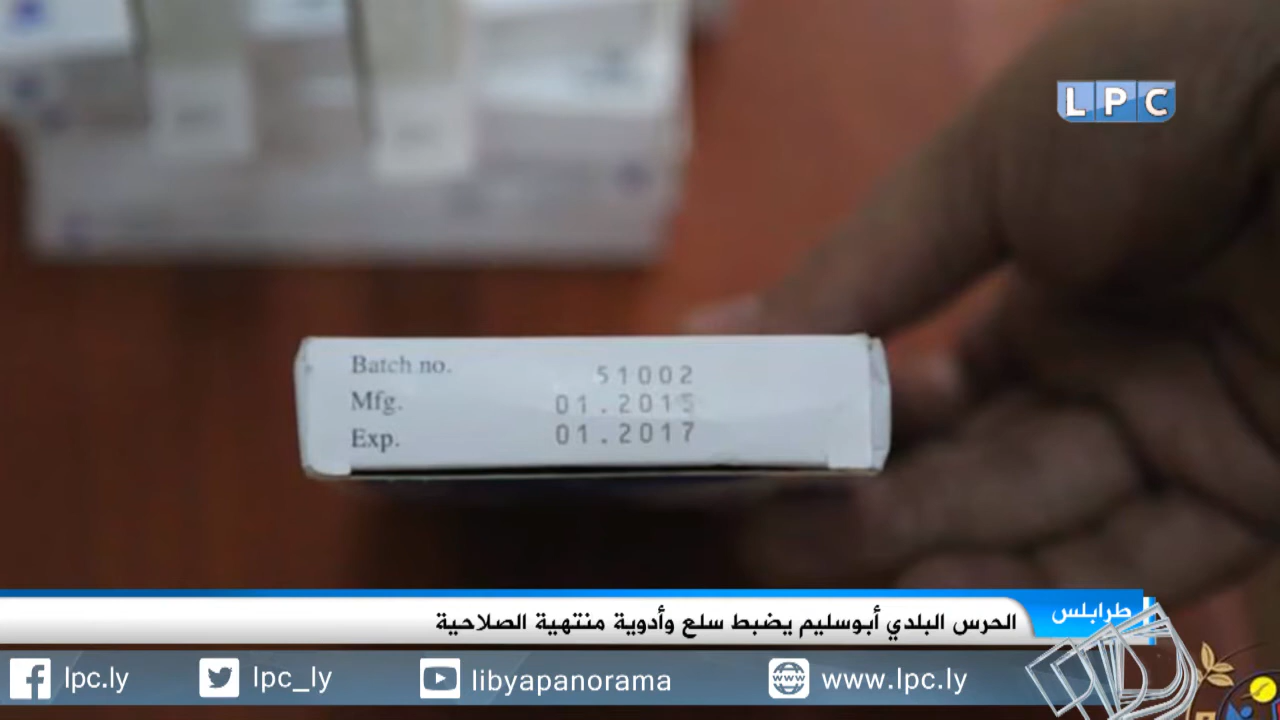 LPC
Batch no. 51002
Mfg. 01.2015
Exp. 01.2017
طرابلس
الحرس البلدي أبوسليم يضبط سلع وأدوية منتهية الصلاحية
lpc.ly lpc_ly libyapanorama www.lpc.ly